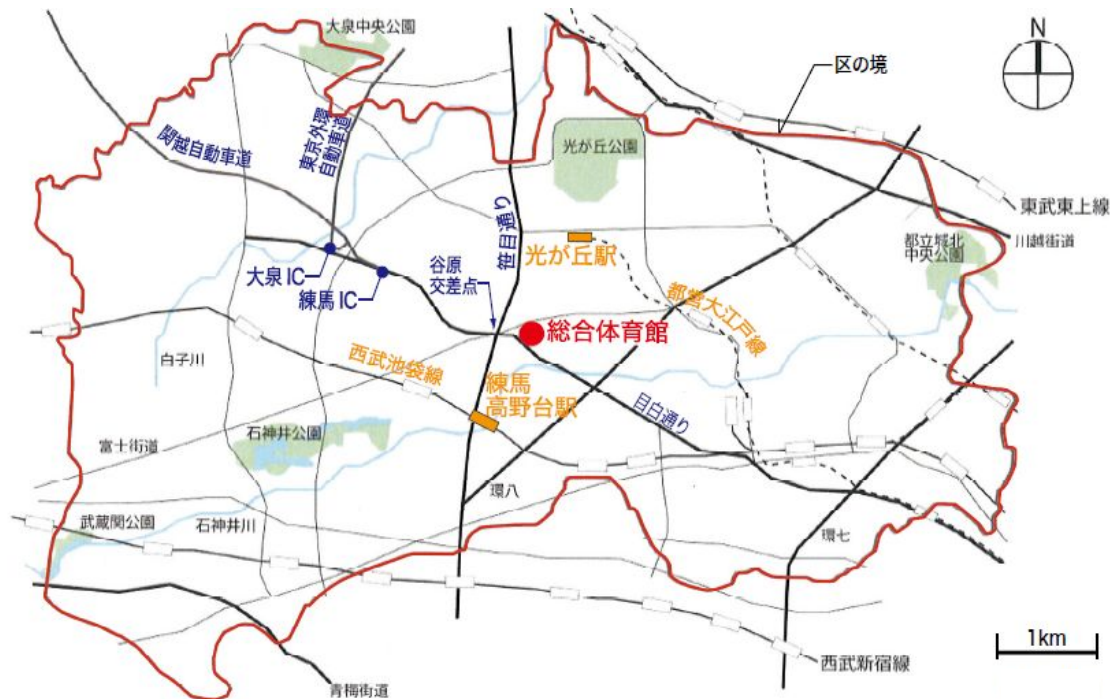 大泉中央公園
N
区の境
関越自動車道
東京外環
自動車道
光が丘公園
笹目通り
東武東上線
川越街道
都立城北
中央公園
光が丘駅
大泉 IC
練馬 IC
谷原
交差点
都営大江戸線
総合体育館
白子川
西武池袋線
練馬
高野台駅
目白通り
石神井公園
富士街道
環八
武蔵関公園
石神井川
環七
1km
西武新宿線
青梅街道